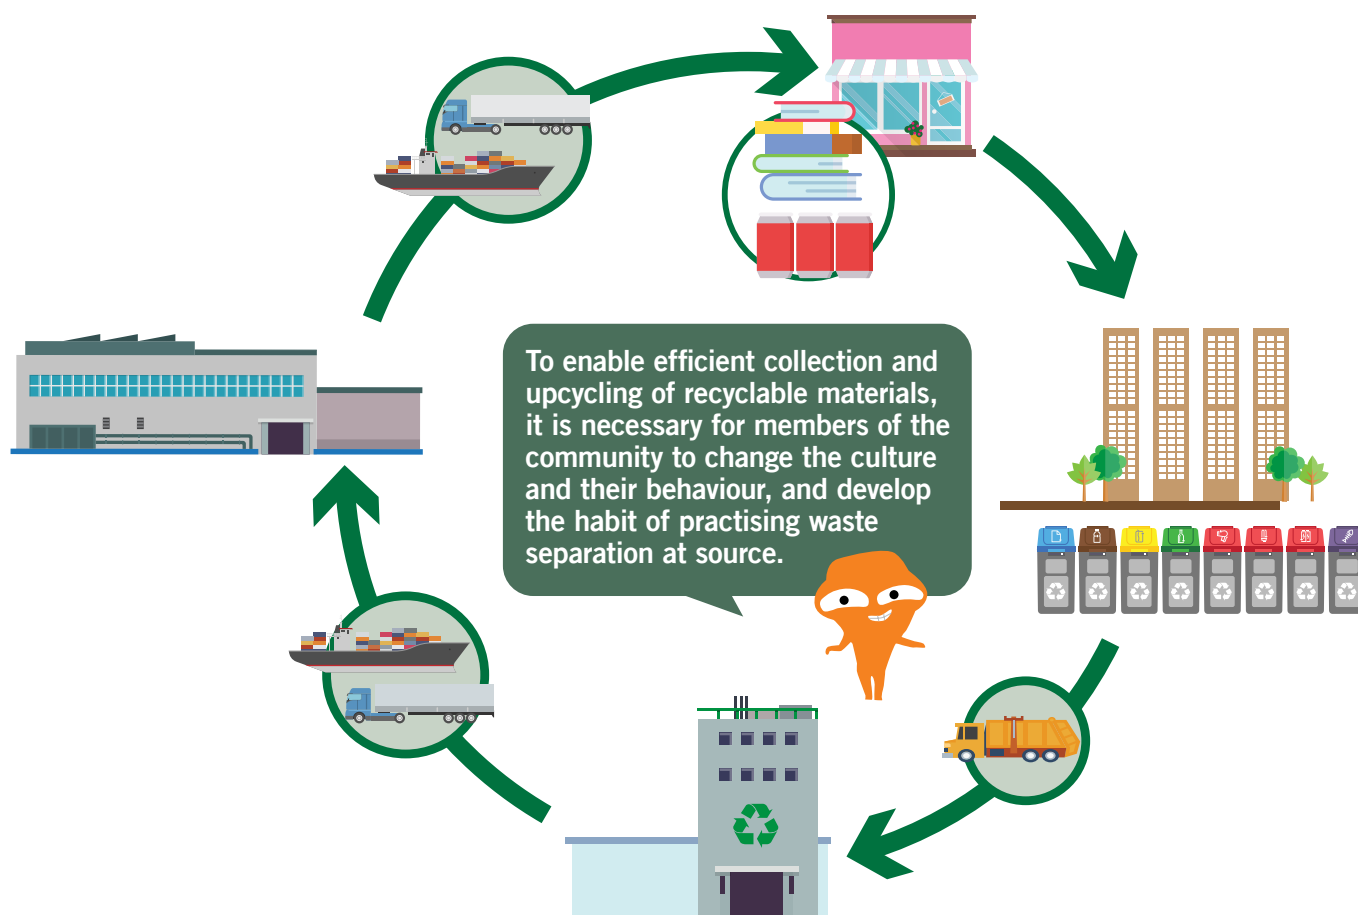 To enable efficient collection and
upcycling of recyclable materials,
it is necessary for members of the
community to change the culture
and their behaviour, and develop
the habit of practising waste
separation at source.